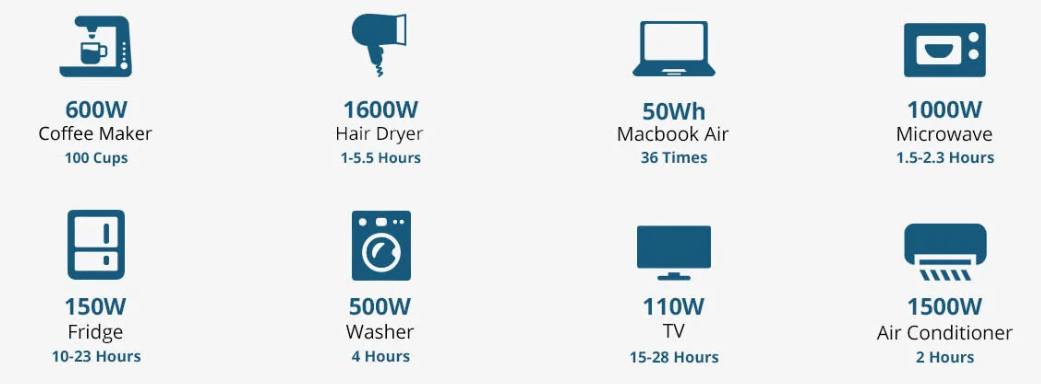 600W
Coffee Maker
100 Cups
1600W
Hair Dryer
1-5.5 Hours
50Wh
Macbook Air
36 Times
1000W
Microwave
1.5-2.3 Hours
150W
Fridge
10-23 Hours
500W
Washer
4 Hours
110W
TV
15-28 Hours
1500W
Air Conditioner
2 Hours